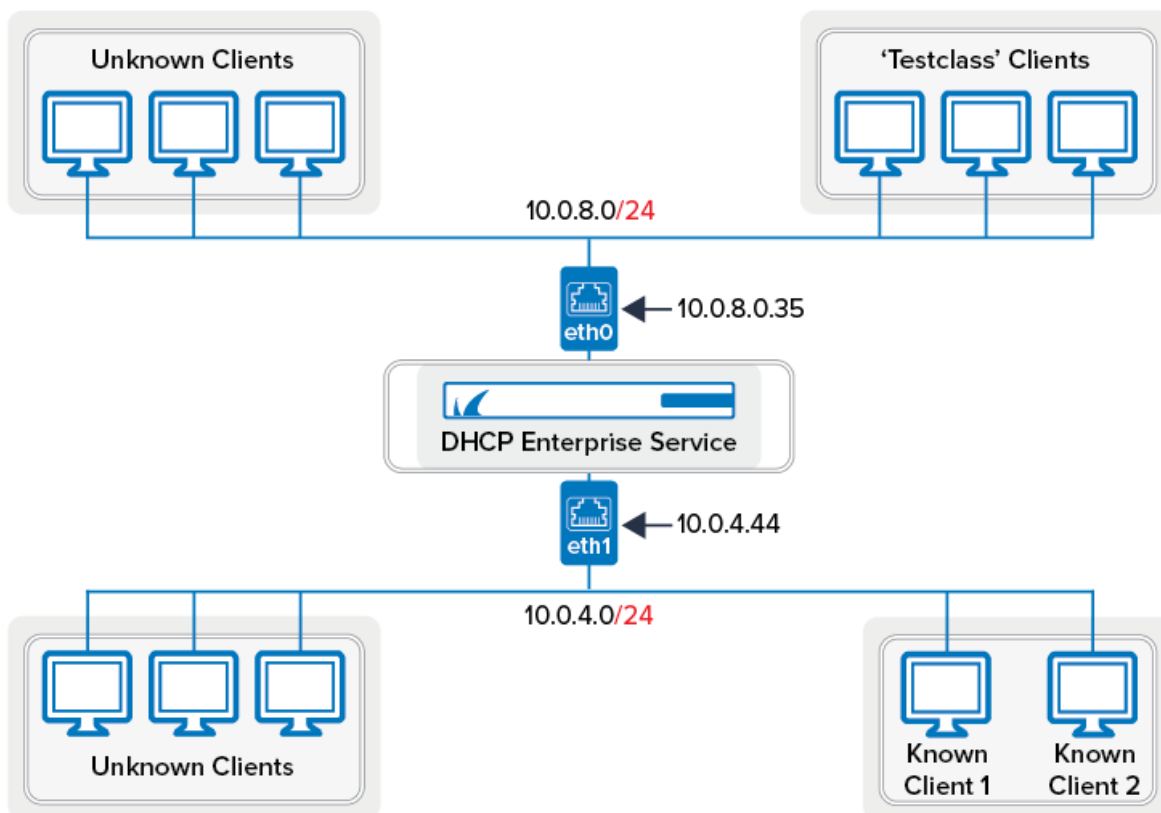 Unknown Clients
‘Testclass’ Clients
10.0.8.0/24
eth0
10.0.8.0.35
DHCP Enterprise Service
eth1
10.0.4.44
10.0.4.0/24
Unknown Clients
Known
Client 1
Known
Client 2